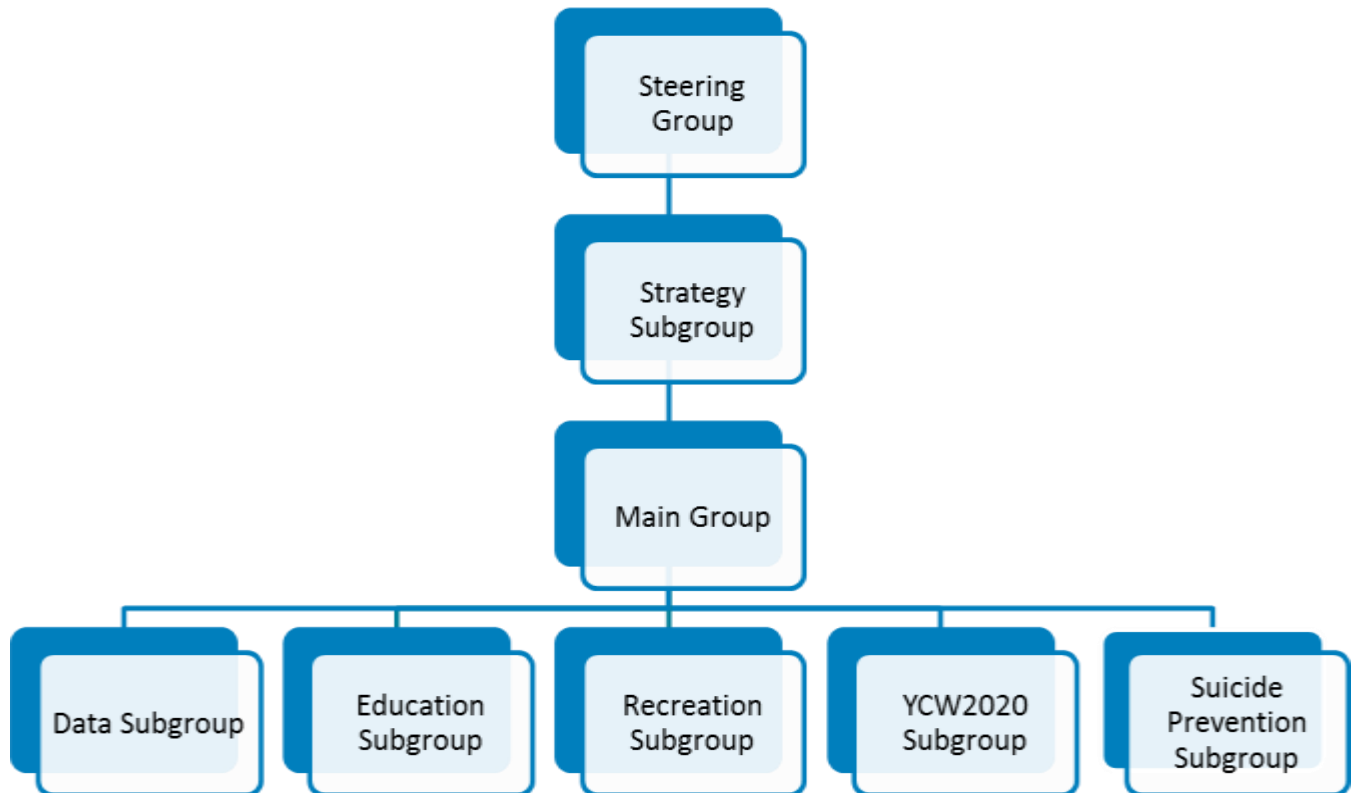 Steering
Group
Strategy
Subgroup
Main Group
Data Subgroup
Education
Subgroup
Recreation
Subgroup
YCW2020
Subgroup
Suicide
Prevention
Subgroup